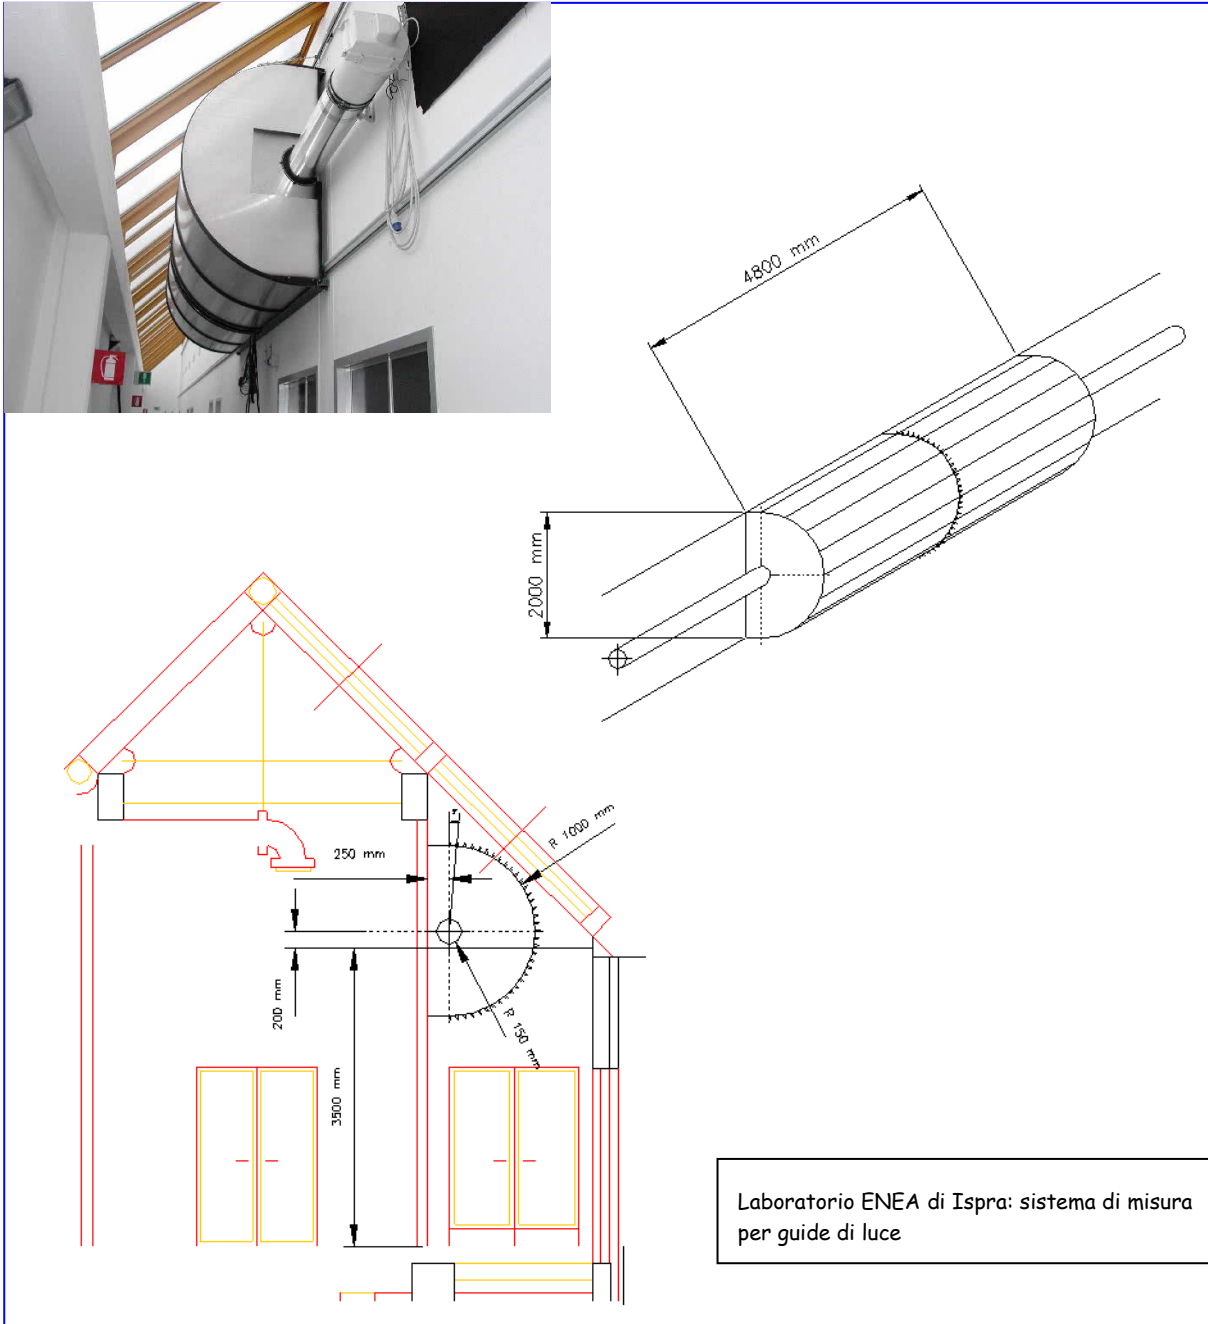 4800 mm
2000 mm
R 1000 mm
250 mm
200 mm
R 150 mm
3500 mm
Laboratorio ENEA di Ispra: sistema di misura
per guide di luce